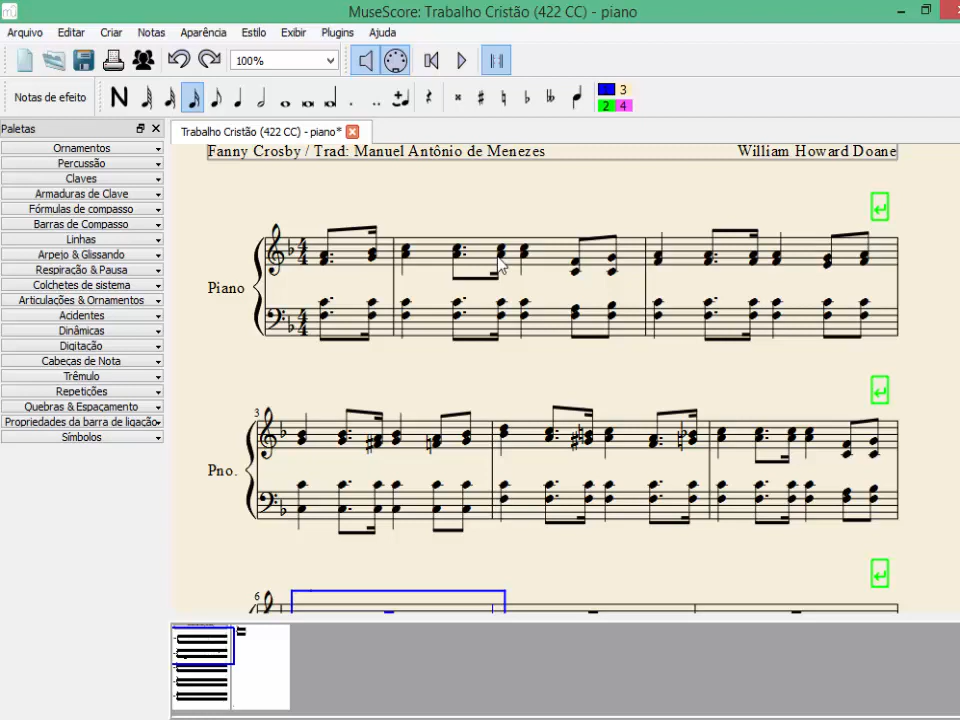 MuseScore: Trabalho Cristão (422 CC) - piano
Arquivo Editar Criar Notas Aparência Estilo Exibir Plugins Ajuda
100%
Notas de efeito N 1 3
2 4
Paletas
Trabalho Cristão (422 CC) - piano*
Ornamentos
Percussão
Claves
Armaduras de Clave
Fórmulas de compasso
Barras de Compasso
Linhas
Arpejo & Glissando
Respiração & Pausa
Colchetes de sistema
Articulações & Ornamentos
Acidentes
Dinâmicas
Digitação
Cabeças de Nota
Trêmulo
Repetições
Quebras & Espaçamento
Propriedades da barra de ligação
Símbolos
Fanny Crosby / Trad: Manuel Antônio de Menezes
William Howard Doane
Piano
3
Pno.
6